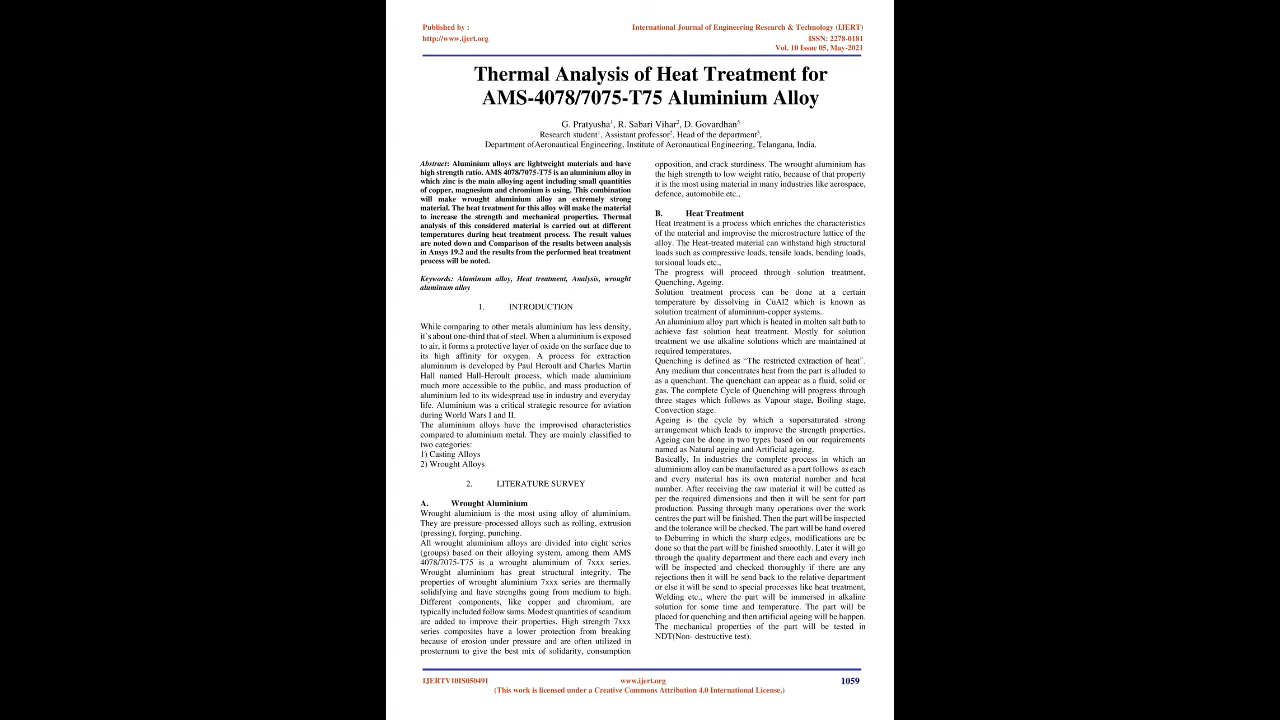 Published by :
http://www.ijert.org
International Journal of Engineering Research & Technology (IJERT)
ISSN: 2278-0181
Vol. 10 Issue 05, May-2021
Thermal Analysis of Heat Treatment for
AMS-4078/7075-T75 Aluminium Alloy
G. Pratyusha¹, R. Sabari Vihar², D. Govardhan³
Research student¹, Assistant professor², Head of the department³,
Department ofAeronautical Engineering, Institute of Aeronautical Engineering, Telangana, India.
Abstract: Aluminium alloys are lightweight materials and have
high strength ratio. AMS 4078/7075-T75 is an aluminium alloy in
which zinc is the main alloying agent including small quantities
of copper, magnesium and chromium is using. This combination
will make wrought aluminium alloy an extremely strong
material. The heat treatment for this alloy will make the material
to increase the strength and mechanical properties. Thermal
analysis of this considered material is carried out at different
temperatures during heat treatment process. The result values
are noted down and Comparison of the results between analysis
in Ansys 19.2 and the results from the performed heat treatment
process will be noted.
Keywords: Aluminum alloy, Heat treatment, Analysis, wrought
aluminum alloy
1. INTRODUCTION
While comparing to other metals aluminium has less density,
it's about one-third that of steel. When a aluminium is exposed
to air, it forms a protective layer of oxide on the surface due to
its high affinity for oxygen. A process for extraction
aluminium is developed by Paul Heroult and Charles Martin
Hall named Hall-Heroult process, which made aluminium
much more accessible to the public, and mass production of
aluminium led to its widespread use in industry and everyday
life. Aluminium was a critical strategic resource for aviation
during World Wars I and II.
The aluminium alloys have the improvised characteristics
compared to aluminium metal. They are mainly classified to
two categories:
1) Casting Alloys
2) Wrought Alloys
2. LITERATURE SURVEY
A. Wrought Aluminium
Wrought aluminium is the most using alloy of aluminium.
They are pressure-processed alloys such as rolling, extrusion
(pressing), forging, punching.
All wrought aluminium alloys are divided into eight series
(groups) based on their alloying system, among them AMS
4078/7075-T75 is a wrought aluminium of 7xxx series.
Wrought aluminium has great structural integrity. The
properties of wrought aluminium 7xxx series are thermally
solidifying and have strengths going from medium to high.
Different components, like copper and chromium, are
typically included follow sums. Modest quantities of scandium
are added to improve their properties. High strength 7xxx
series composites have a lower protection from breaking
because of erosion under pressure and are often utilized in
prosternum to give the best mix of solidarity, consumption
opposition, and crack sturdiness. The wrought aluminium has
the high strength to low weight ratio, because of that property
it is the most using material in many industries like aerospace,
defence, automobile etc.,
B. Heat Treatment
Heat treatment is a process which enriches the characteristics
of the material and improvise the microstructure lattice of the
alloy. The Heat-treated material can withstand high structural
loads such as compressive loads, tensile loads, bending loads,
torsional loads etc.,
The progress will proceed through solution treatment,
Quenching, Ageing.
Solution treatment process can be done at a certain
temperature by dissolving in CuAl2 which is known as
solution treatment of aluminium-copper systems.
An aluminium alloy part which is heated in molten salt bath to
achieve fast solution heat treatment. Mostly for solution
treatment we use alkaline solutions which are maintained at
required temperatures.
Quenching is defined as “The restricted extraction of heat”.
Any medium that concentrates heat from the part is alluded to
as a quenchant. The quenchant can appear as a fluid, solid or
gas. The complete Cycle of Quenching will progress through
three stages which follows as Vapour stage, Boiling stage,
Convection stage.
Ageing is the cycle by which a supersaturated strong
arrangement which leads to improve the strength properties.
Ageing can be done in two types based on our requirements
named as Natural ageing and Artificial ageing.
Basically, In industries the complete process in which an
aluminium alloy can be manufactured as a part follows as each
and every material has its own material number and heat
number. After receiving the raw material it will be cutted as
per the required dimensions and then it will be sent for part
production. Passing through many operations over the work
centres the part will be finished. Then the part will be inspected
and the tolerance will be checked. The part will be hand overed
to Deburring in which the sharp edges, modifications are be
done so that the part will be finished smoothly. Later it will go
through the quality department and there each and every inch
will be inspected and checked thoroughly if there are any
rejections then it will be send back to the relative department
or else it will be send to special processes like heat treatment,
Welding etc., where the part will be immersed in alkaline
solution for some time and temperature. The part will be
placed for quenching and then artificial ageing will be happen.
The mechanical properties of the part will be tested in
NDT(Non- destructive test).
IJERTV10IS050491
www.ijert.org
1059
(This work is licensed under a Creative Commons Attribution 4.0 International License.)